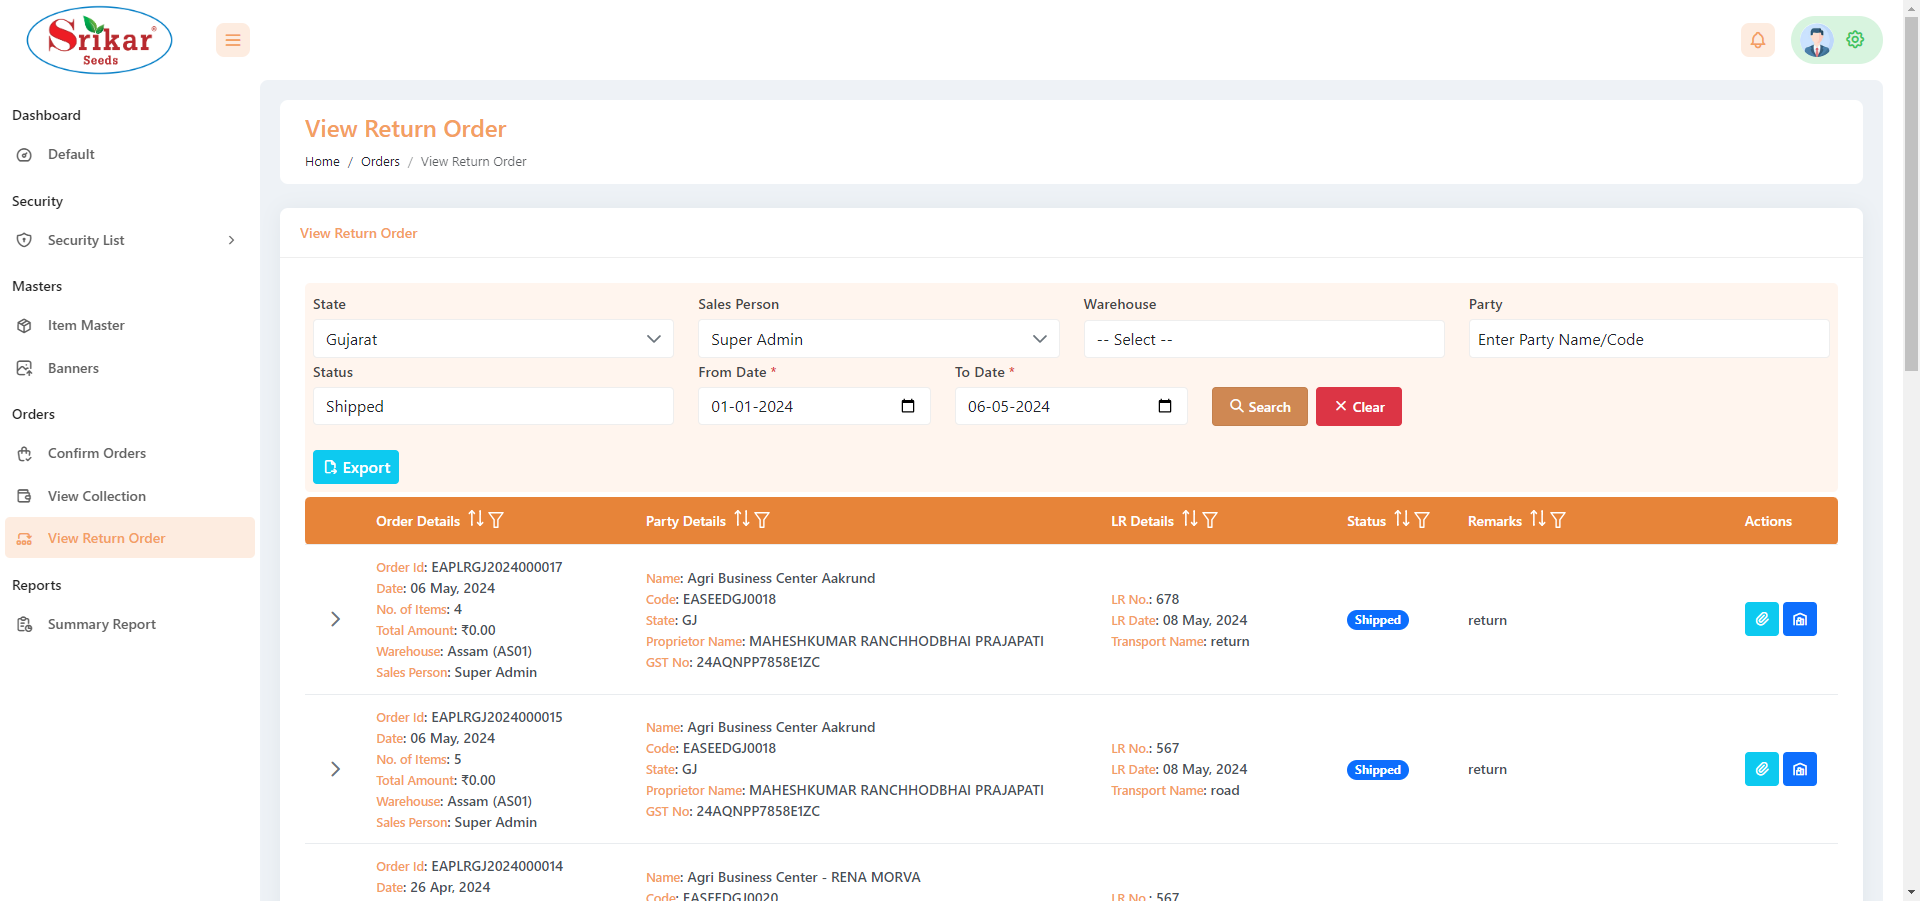 Srikar®
Seeds
Dashboard
Default
Security
Security List
Masters
Item Master
Banners
Orders
Confirm Orders
View Collection
View Return Order
Reports
Summary Report
View Return Order
Home / Orders / View Return Order
View Return Order
State
Gujarat
Sales Person
Super Admin
Warehouse
-- Select --
Party
Enter Party Name/Code
Status
Shipped
From Date *
01-01-2024
To Date *
06-05-2024
Search
Clear
Export
Order Details Party Details LR Details Status Remarks Actions
Order Id: EAPLRGJ2024000017
Date: 06 May, 2024
No. of Items: 4
Total Amount: ₹0.00
Warehouse: Assam (AS01)
Sales Person: Super Admin
Name: Agri Business Center Aakrund
Code: EASEEDGJ0018
State: GJ
Proprietor Name: MAHESHKUMAR RANCHHODBHAI PRAJAPATI
GST No: 24AQNPP7858E1ZC
LR No.: 678
LR Date: 08 May, 2024
Transport Name: return
Shipped
return
Order Id: EAPLRGJ2024000015
Date: 06 May, 2024
No. of Items: 5
Total Amount: ₹0.00
Warehouse: Assam (AS01)
Sales Person: Super Admin
Name: Agri Business Center Aakrund
Code: EASEEDGJ0018
State: GJ
Proprietor Name: MAHESHKUMAR RANCHHODBHAI PRAJAPATI
GST No: 24AQNPP7858E1ZC
LR No.: 567
LR Date: 08 May, 2024
Transport Name: road
Shipped
return
Order Id: EAPLRGJ2024000014
Date: 26 Apr, 2024
Name: Agri Business Center - RENA MORVA
Code: EASEEDGJ0020
LR No.: 567